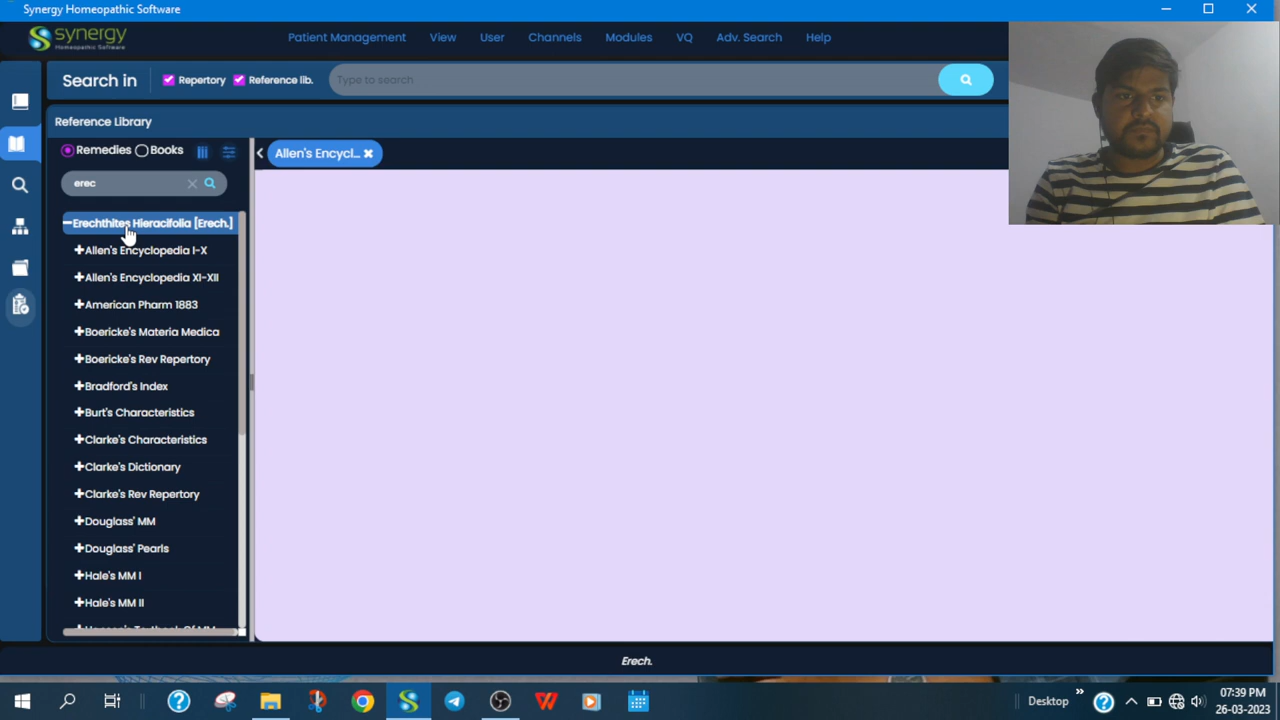 Synergy Homeopathic Software
synergy
Homeopathic Software
Patient Management View User Channels Modules VQ Adv. Search Help
Search in Repertory Reference lib. Type to search
Reference Library
Remedies Books
Allen's Encycl...
erec
Erechthites Hieracifolia [Erech.]
Allen's Encyclopedia I-X
Allen's Encyclopedia XI-XII
American Pharm 1883
Boericke's Materia Medica
Boericke's Rev Repertory
Bradford's Index
Burt's Characteristics
Clarke's Characteristics
Clarke's Dictionary
Clarke's Rev Repertory
Douglass' MM
Douglass' Pearls
Hale's MM I
Hale's MM II
Erech.
Desktop
07:39 PM
26-03-2023